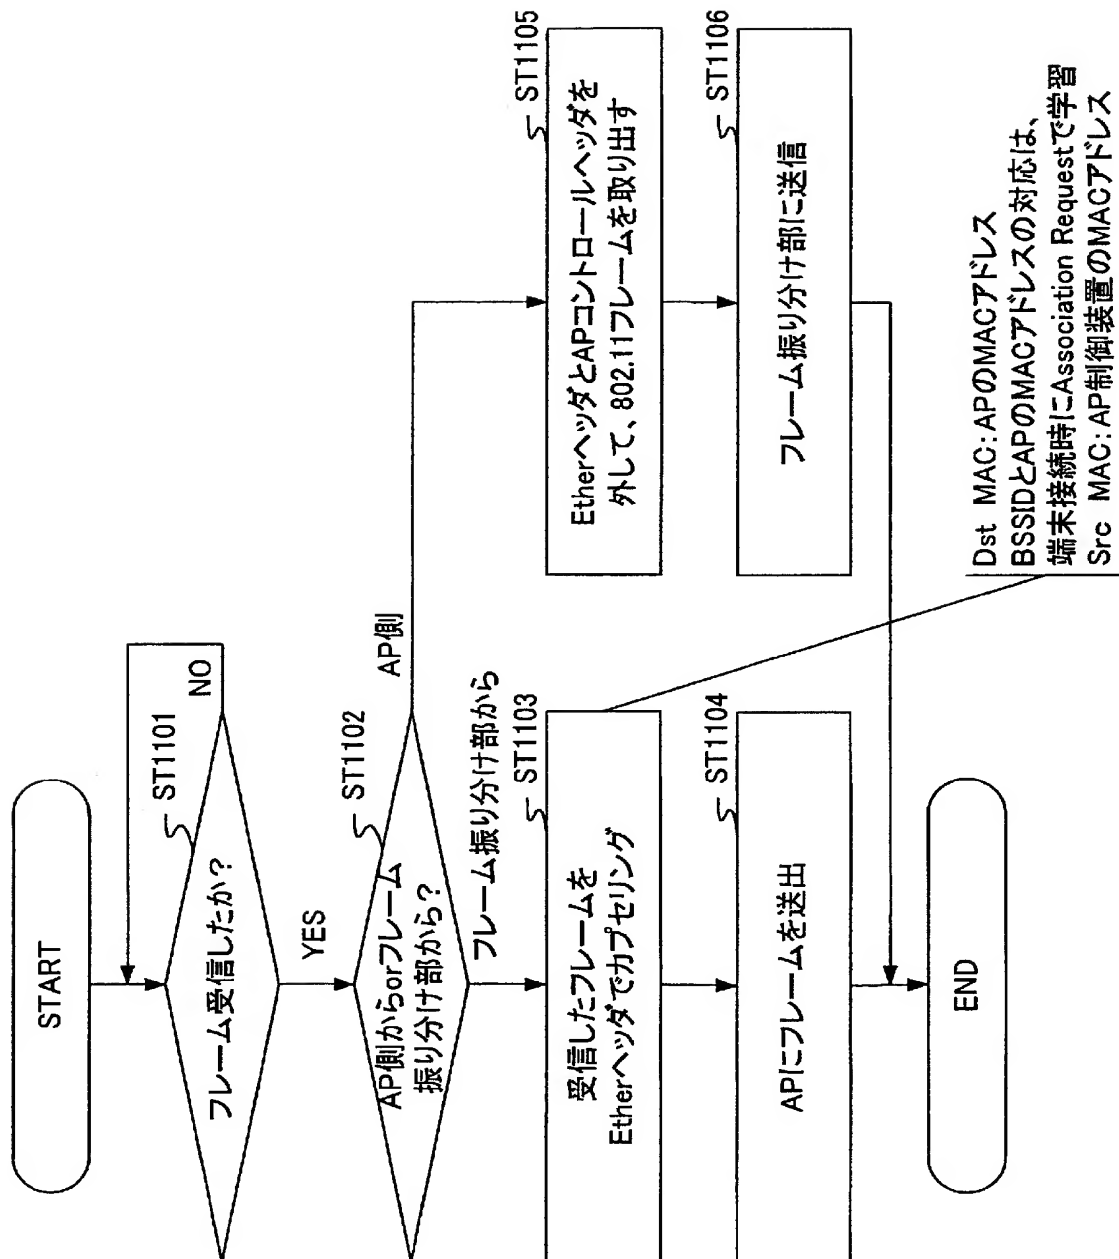 START
フレーム受信したか?
ST1101
NO
YES
AP側からorフレーム
振り分け部から?
ST1102
AP側
フレーム振り分け部から
受信したフレームを
Etherヘッダでカプセリング
ST1103
APにフレームを送出
ST1104
EtherヘッダとAPコントロールヘッダを
外して、802.11フレームを取り出す
ST1105
フレーム振り分け部に送信
ST1106
END
Dst MAC:APのMACアドレス
BSSIDとAPのMACアドレスの対応は、
端末接続時にAssociation Requestで学習
Src MAC:AP制御装置のMACアドレス